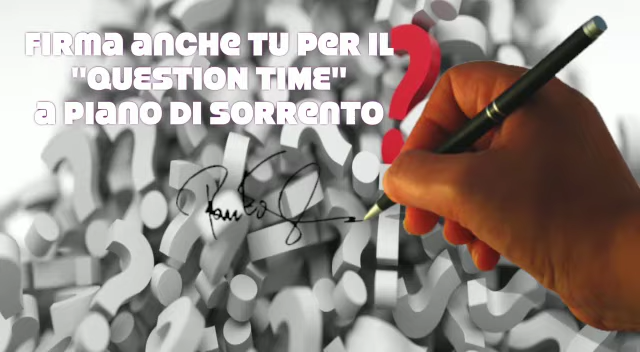 Firma anche tu per il
"Question Time"
a Piano di Sorrento